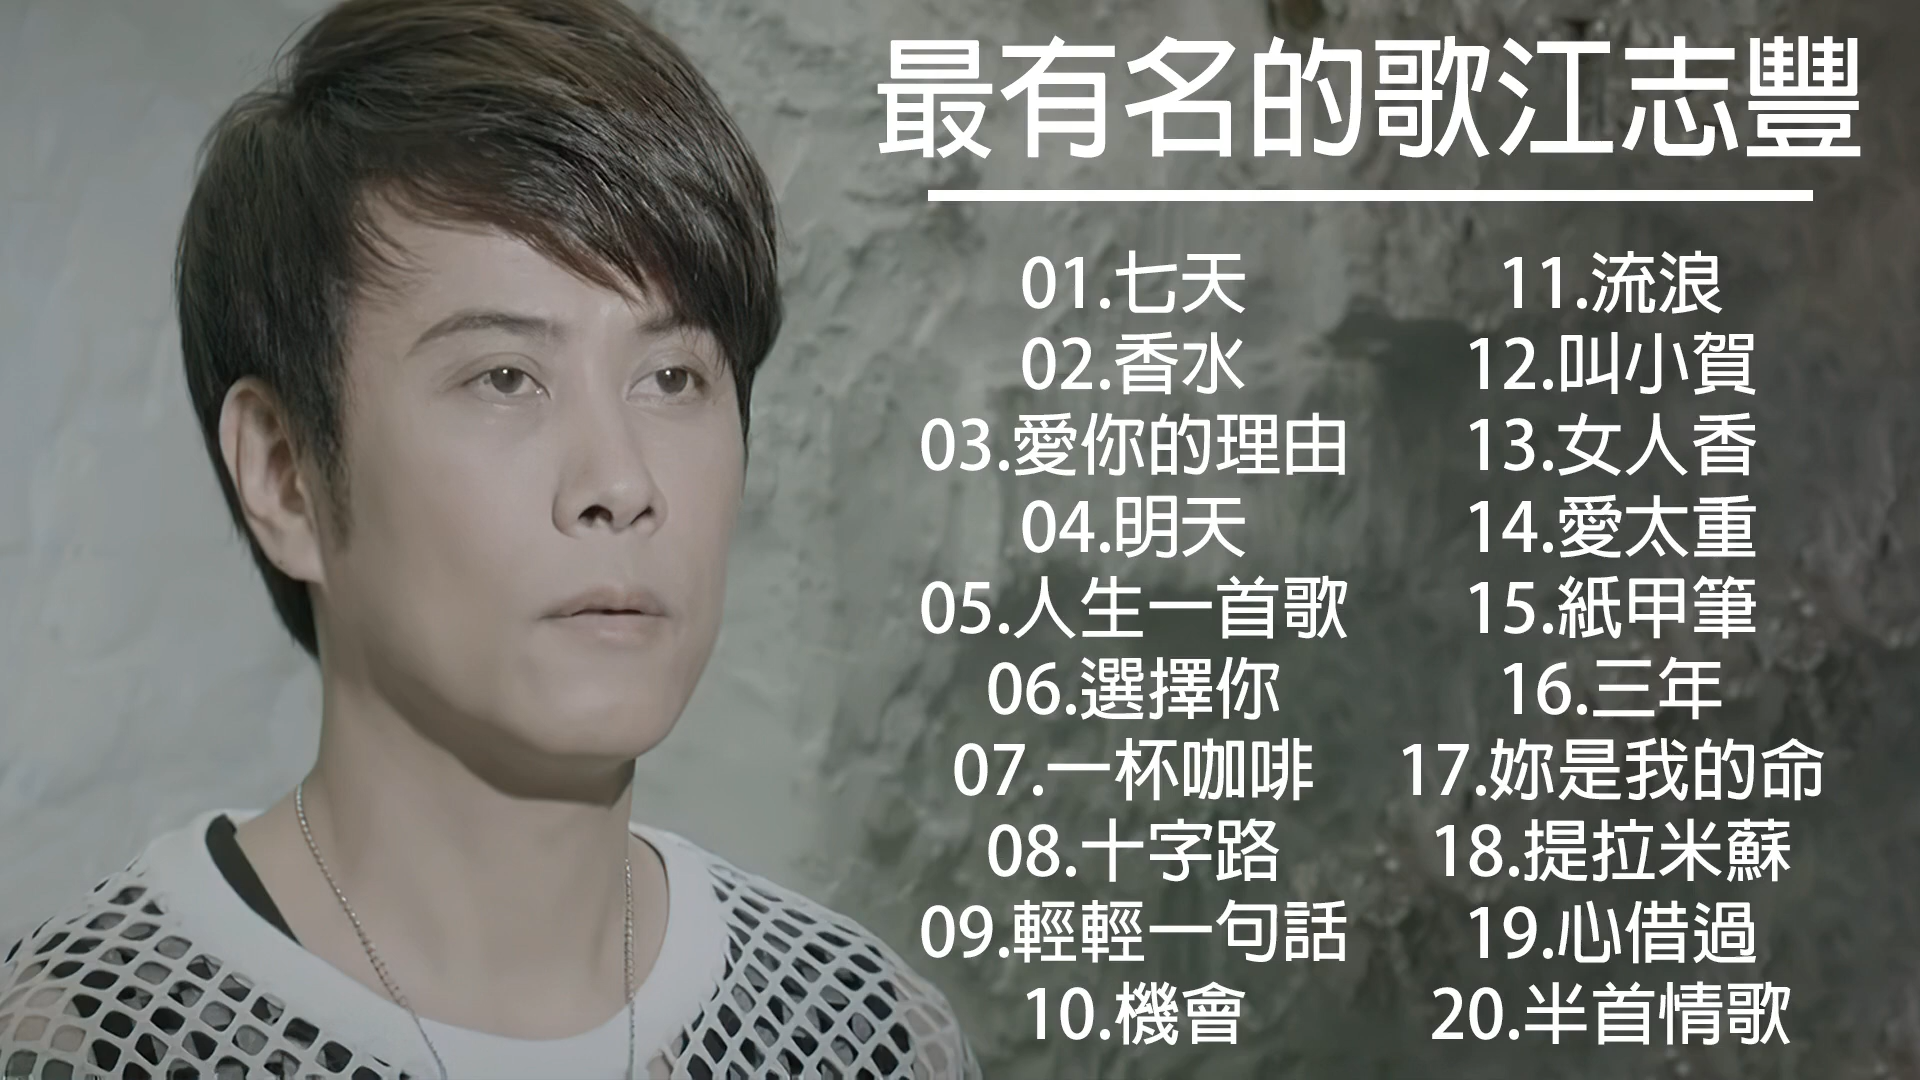 最有名的歌江志豐
01.七天
02.香水
03.愛你的理由
04.明天
05.人生一首歌
06.選擇你
07.一杯咖啡
08.十字路
09.輕輕一句話
10.機會
11.流浪
12.叫小賀
13.女人香
14.愛太重
15.紙甲筆
16.三年
17.妳是我的命
18.提拉米蘇
19.心借過
20.半首情歌